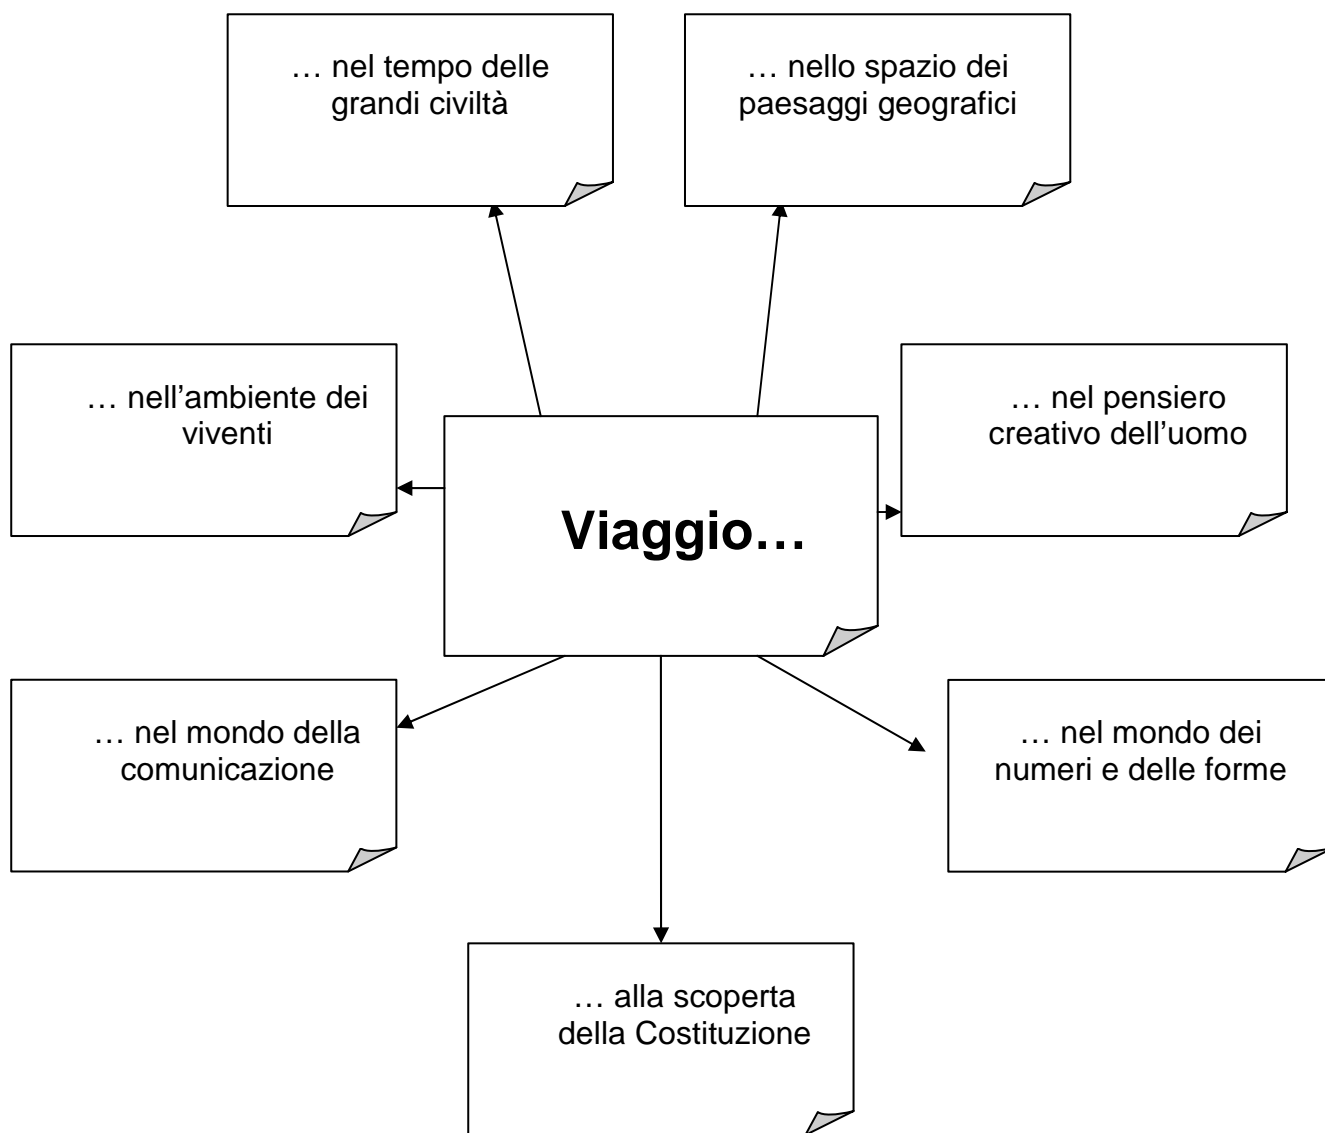 … nel tempo delle
grandi civiltà
… nello spazio dei
paesaggi geografici
… nell’ambiente dei
viventi
… nel pensiero
creativo dell’uomo
Viaggio…
… nel mondo della
comunicazione
… nel mondo dei
numeri e delle forme
… alla scoperta
della Costituzione